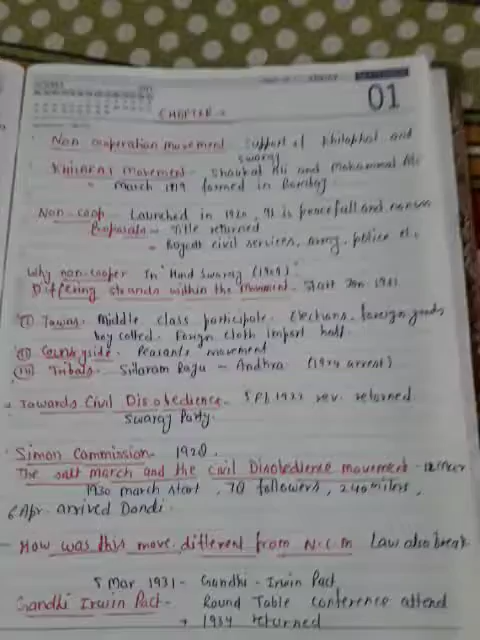 SEPTEMBER
01
CHAPTER-
Non cooperation movement support of Khilaphat and
swaraj
Khilafat movement - Shaukat Ali and Mohammad Ali
March 1919 formed in Bombay
Non-coop Launched in 1920, It is peacefull and
Proposals - Title returned
- Boycott civil services, army, police
Why non-cooper In "Hind Swaraj (1909)"
Differing strands within the movement - Start Jan 1921
(i) Towns - Middle class participate. Elections. foreign goods
boycotted. Foreign cloth import half
(ii) Countryside - Peasants movement
(iii) Tribals - Sitaram Raju - Andhra (1924 arrest)
Towards Civil Disobedience - 1922 returned
Swaraj Party.
Simon Commission - 1928.
The salt march and the civil Disobedience movement -
1930 march start, 78 followers, 240 miles,
6 Apr. arrived Dandi.
- How was this move different from N.C.M Law also break
5 Mar 1931 - Gandhi - Irwin Pact
Gandhi Irwin Pact - Round Table conference attend
1934 returned